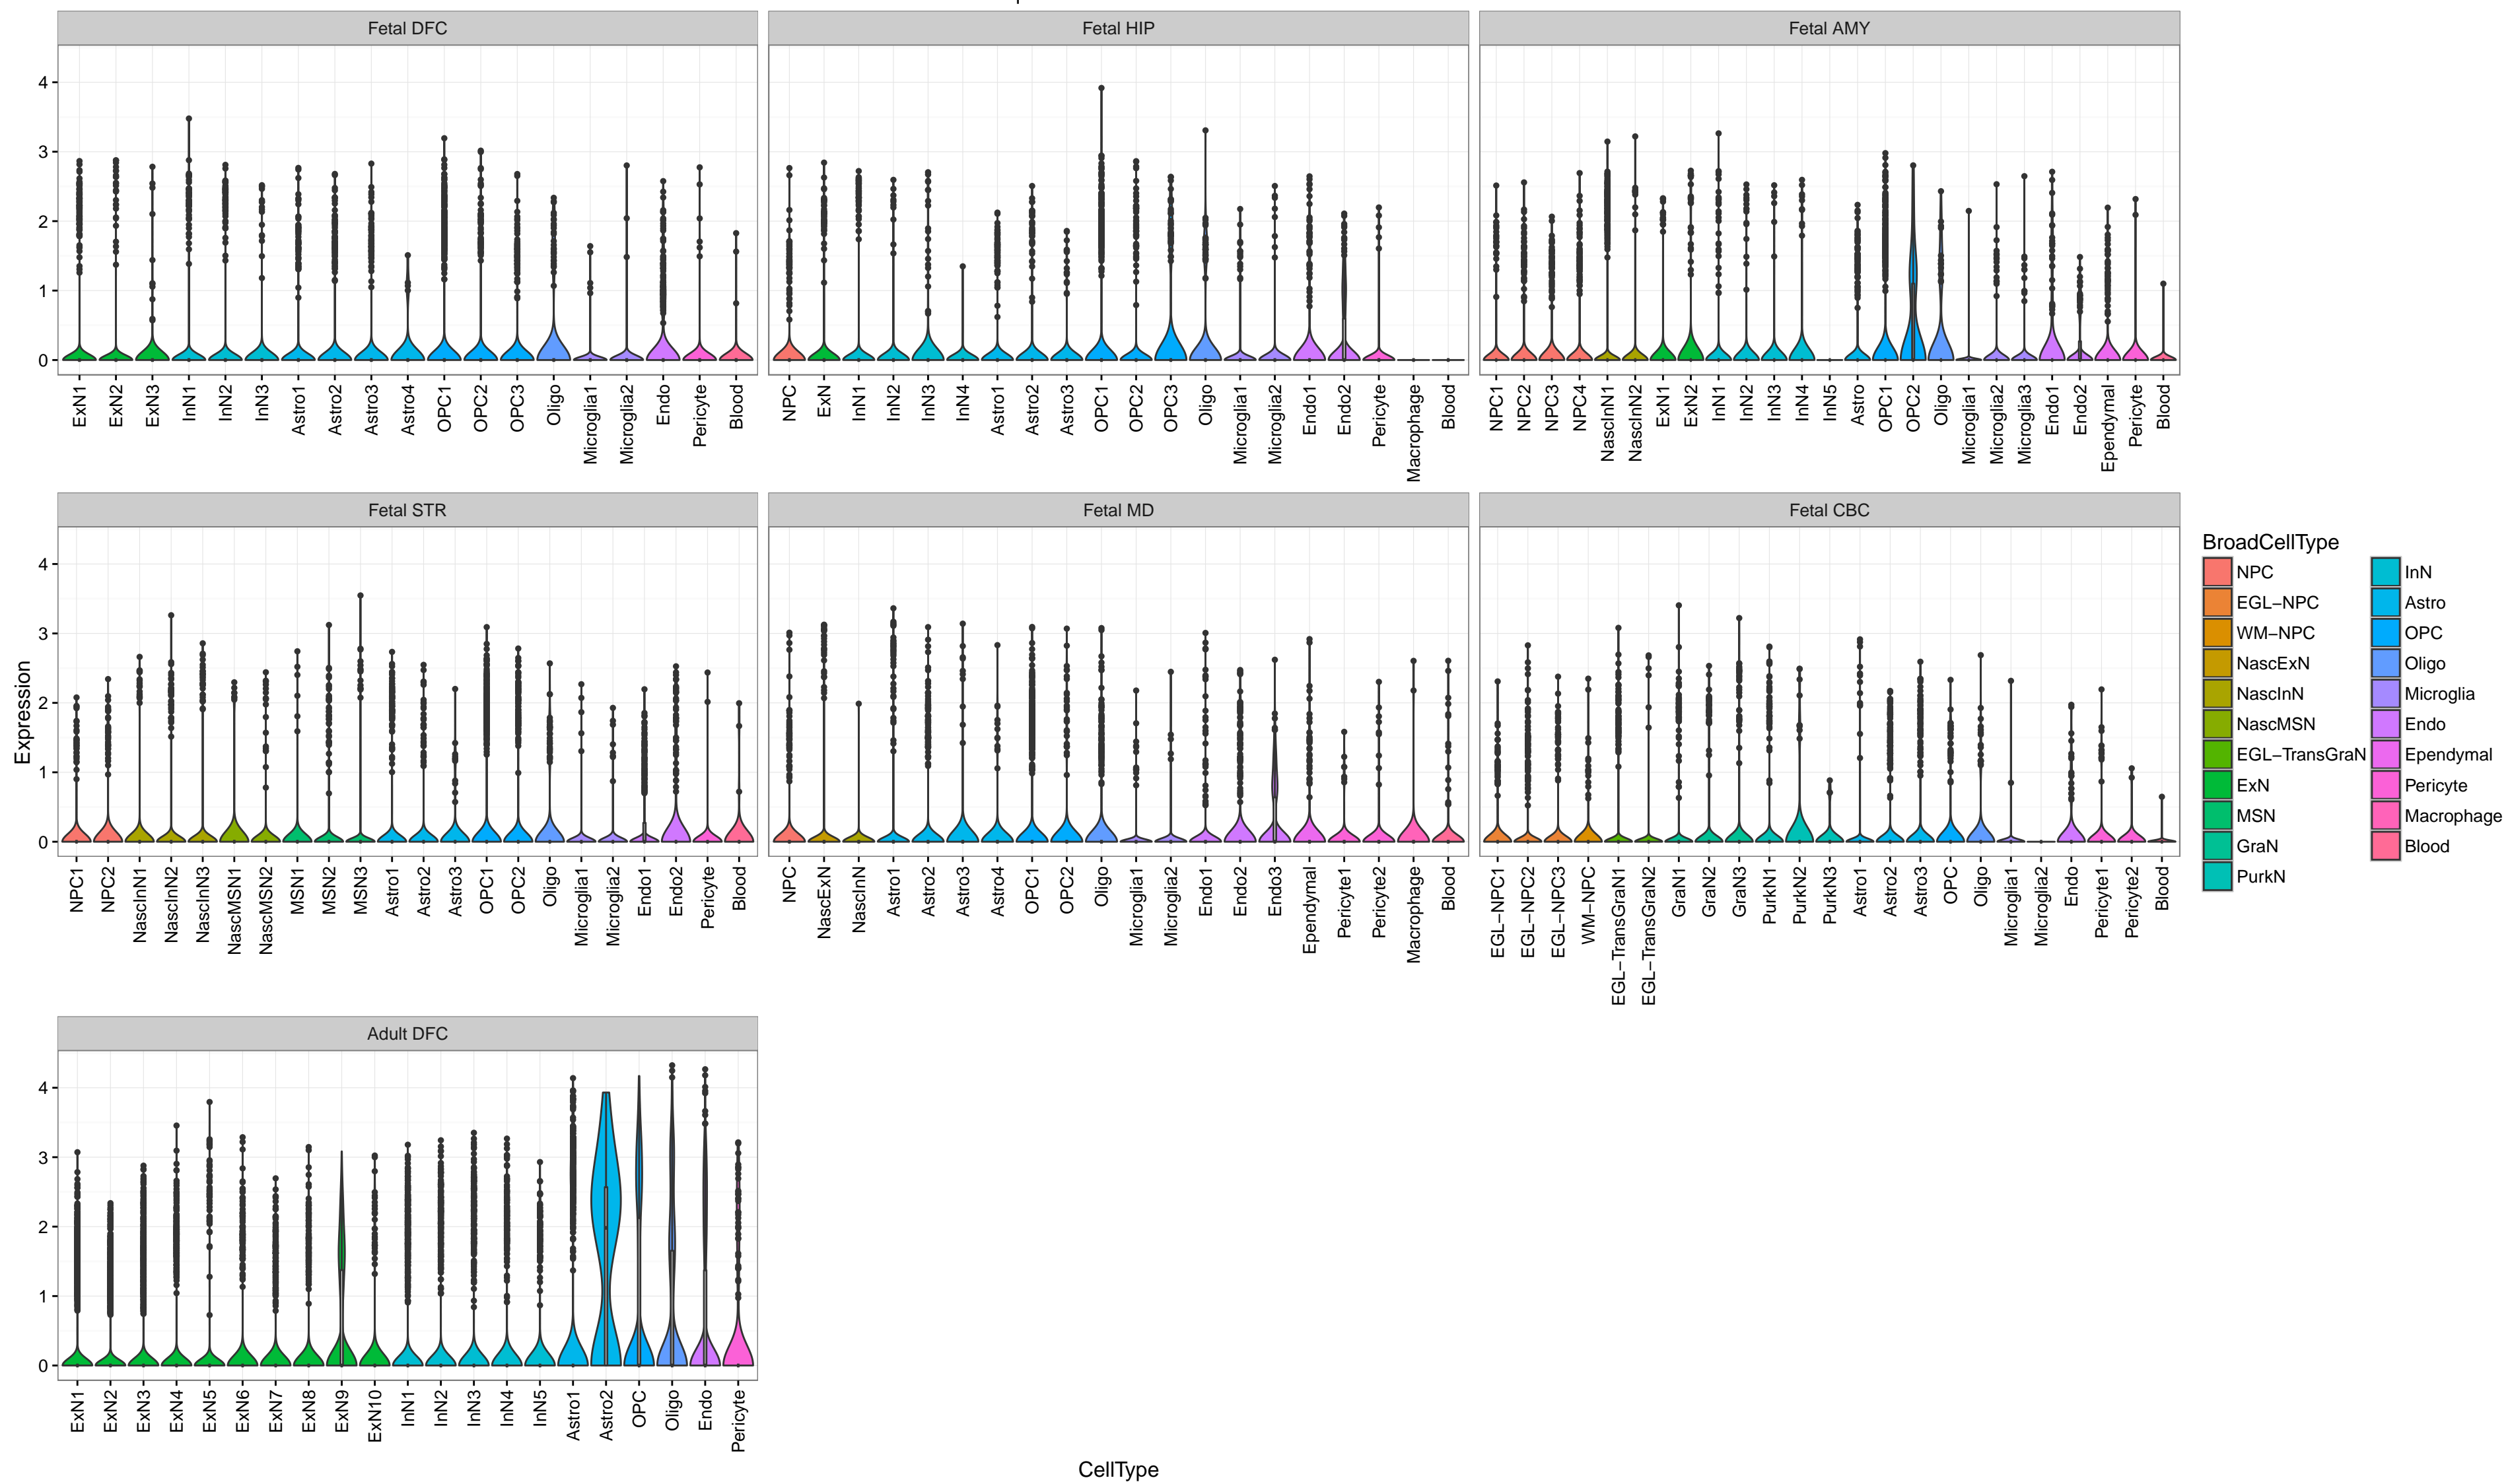 Fetal DFC
Fetal HIP
Fetal AMY
4
3
2
1
0
ExN1 ExN2 ExN3 InN1 InN2 InN3 Astro1 Astro2 Astro3 Astro4 OPC1 OPC2 OPC3 Oligo Microglia1 Microglia2 Endo Pericyte Blood
NPC ExN InN1 InN2 InN3 InN4 Astro1 Astro2 Astro3 OPC1 OPC2 OPC3 Oligo Microglia1 Microglia2 Endo1 Endo2 Pericyte Macrophage Blood
NPC1 NPC2 NPC3 NPC4 NascInN1 NascInN2 ExN1 ExN2 InN1 InN2 InN3 InN4 InN5 Astro OPC1 OPC2 Oligo Microglia1 Microglia2 Microglia3 Endo1 Endo2 Ependymal Pericyte Blood
Fetal STR
Fetal MD
Fetal CBC
Expression
4
3
2
1
0
NPC1 NPC2 NascInN1 NascInN2 NascInN3 NascMSN1 NascMSN2 MSN1 MSN2 MSN3 Astro1 Astro2 Astro3 OPC1 OPC2 Oligo Microglia1 Microglia2 Endo1 Endo2 Pericyte Blood
NPC NascExN NascInN Astro1 Astro2 Astro3 Astro4 OPC1 OPC2 Oligo Microglia1 Microglia2 Endo1 Endo2 Endo3 Ependymal Pericyte1 Pericyte2 Macrophage Blood
EGL−NPC1 EGL−NPC2 EGL−NPC3 WM−NPC EGL−TransGraN1 EGL−TransGraN2 GraN1 GraN2 GraN3 PurkN1 PurkN2 PurkN3 Astro1 Astro2 Astro3 OPC Oligo Microglia1 Microglia2 Endo Pericyte1 Pericyte2 Blood
BroadCellType
NPC
EGL−NPC
WM−NPC
NascExN
NascInN
NascMSN
EGL−TransGraN
ExN
MSN
GraN
PurkN
InN
Astro
OPC
Oligo
Microglia
Endo
Ependymal
Pericyte
Macrophage
Blood
Adult DFC
4
3
2
1
0
ExN1 ExN2 ExN3 ExN4 ExN5 ExN6 ExN7 ExN8 ExN9 ExN10 InN1 InN2 InN3 InN4 InN5 Astro1 Astro2 OPC Oligo Endo Pericyte
CellType